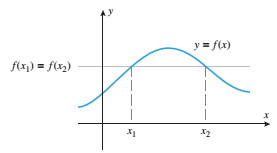 y
y = f(x)
f(x₁) = f(x₂)
x
x₁
x₂